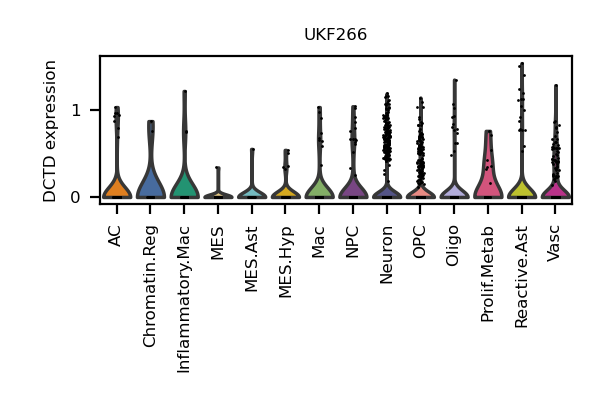 UKF266
DCTD expression
1
0
AC
Chromatin.Reg
Inflammatory.Mac
MES
MES.Ast
MES.Hyp
Mac
NPC
Neuron
OPC
Oligo
Prolif.Metab
Reactive.Ast
Vasc